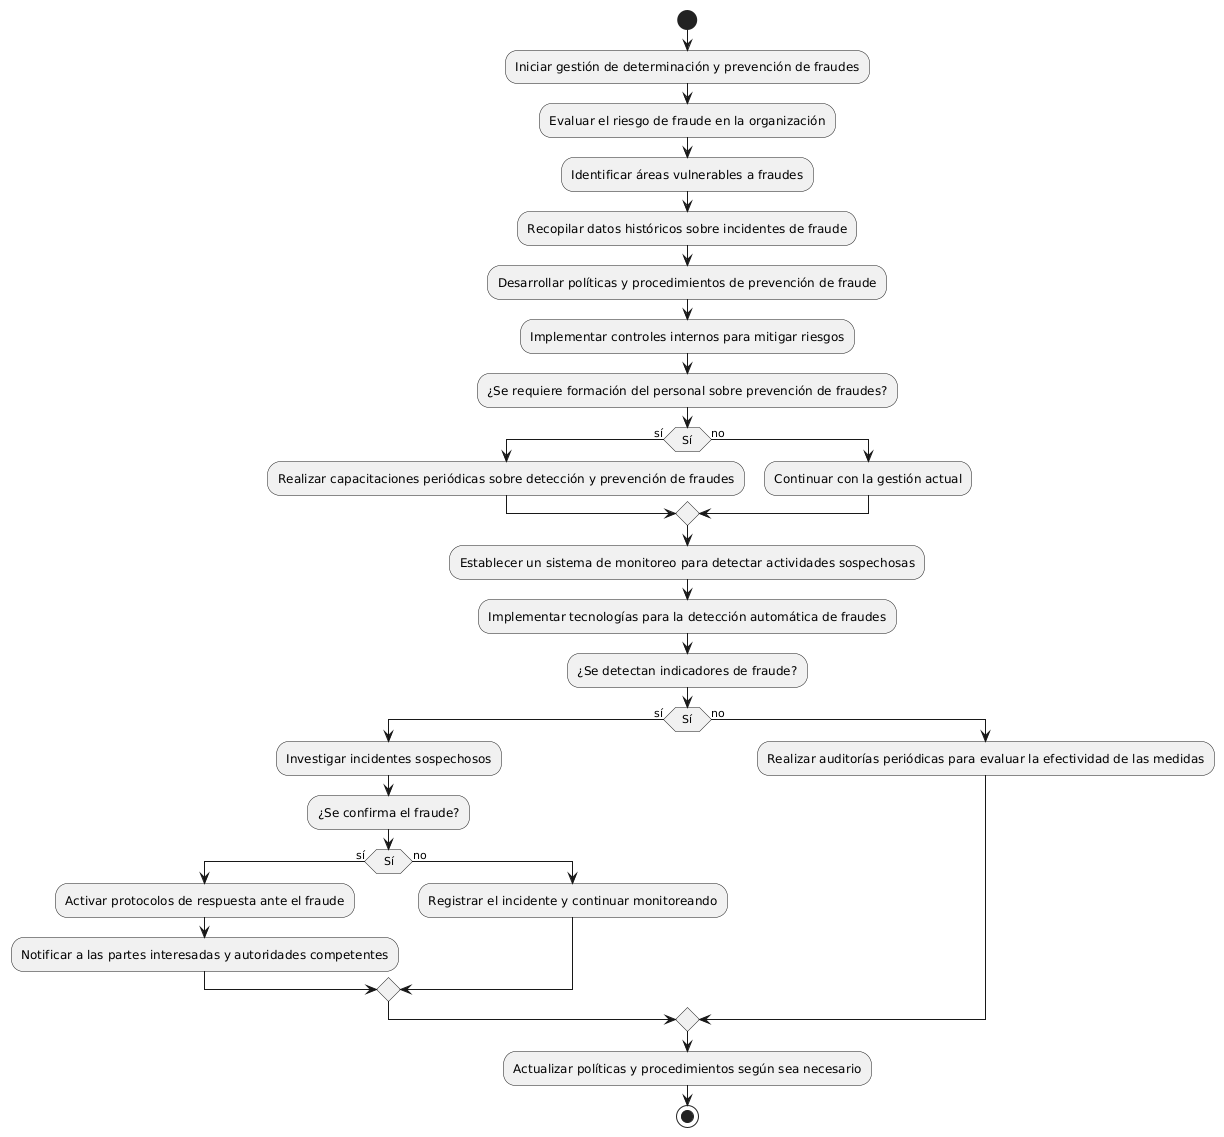 Iniciar gestión de determinación y prevención de fraudes
Evaluar el riesgo de fraude en la organización
Identificar áreas vulnerables a fraudes
Recopilar datos históricos sobre incidentes de fraude
Desarrollar políticas y procedimientos de prevención de fraude
Implementar controles internos para mitigar riesgos
¿Se requiere formación del personal sobre prevención de fraudes?
sí
Sí
no
Realizar capacitaciones periódicas sobre detección y prevención de fraudes
Continuar con la gestión actual
Establecer un sistema de monitoreo para detectar actividades sospechosas
Implementar tecnologías para la detección automática de fraudes
¿Se detectan indicadores de fraude?
sí
Sí
no
Investigar incidentes sospechosos
Realizar auditorías periódicas para evaluar la efectividad de las medidas
¿Se confirma el fraude?
sí
Sí
no
Activar protocolos de respuesta ante el fraude
Registrar el incidente y continuar monitoreando
Notificar a las partes interesadas y autoridades competentes
Actualizar políticas y procedimientos según sea necesario